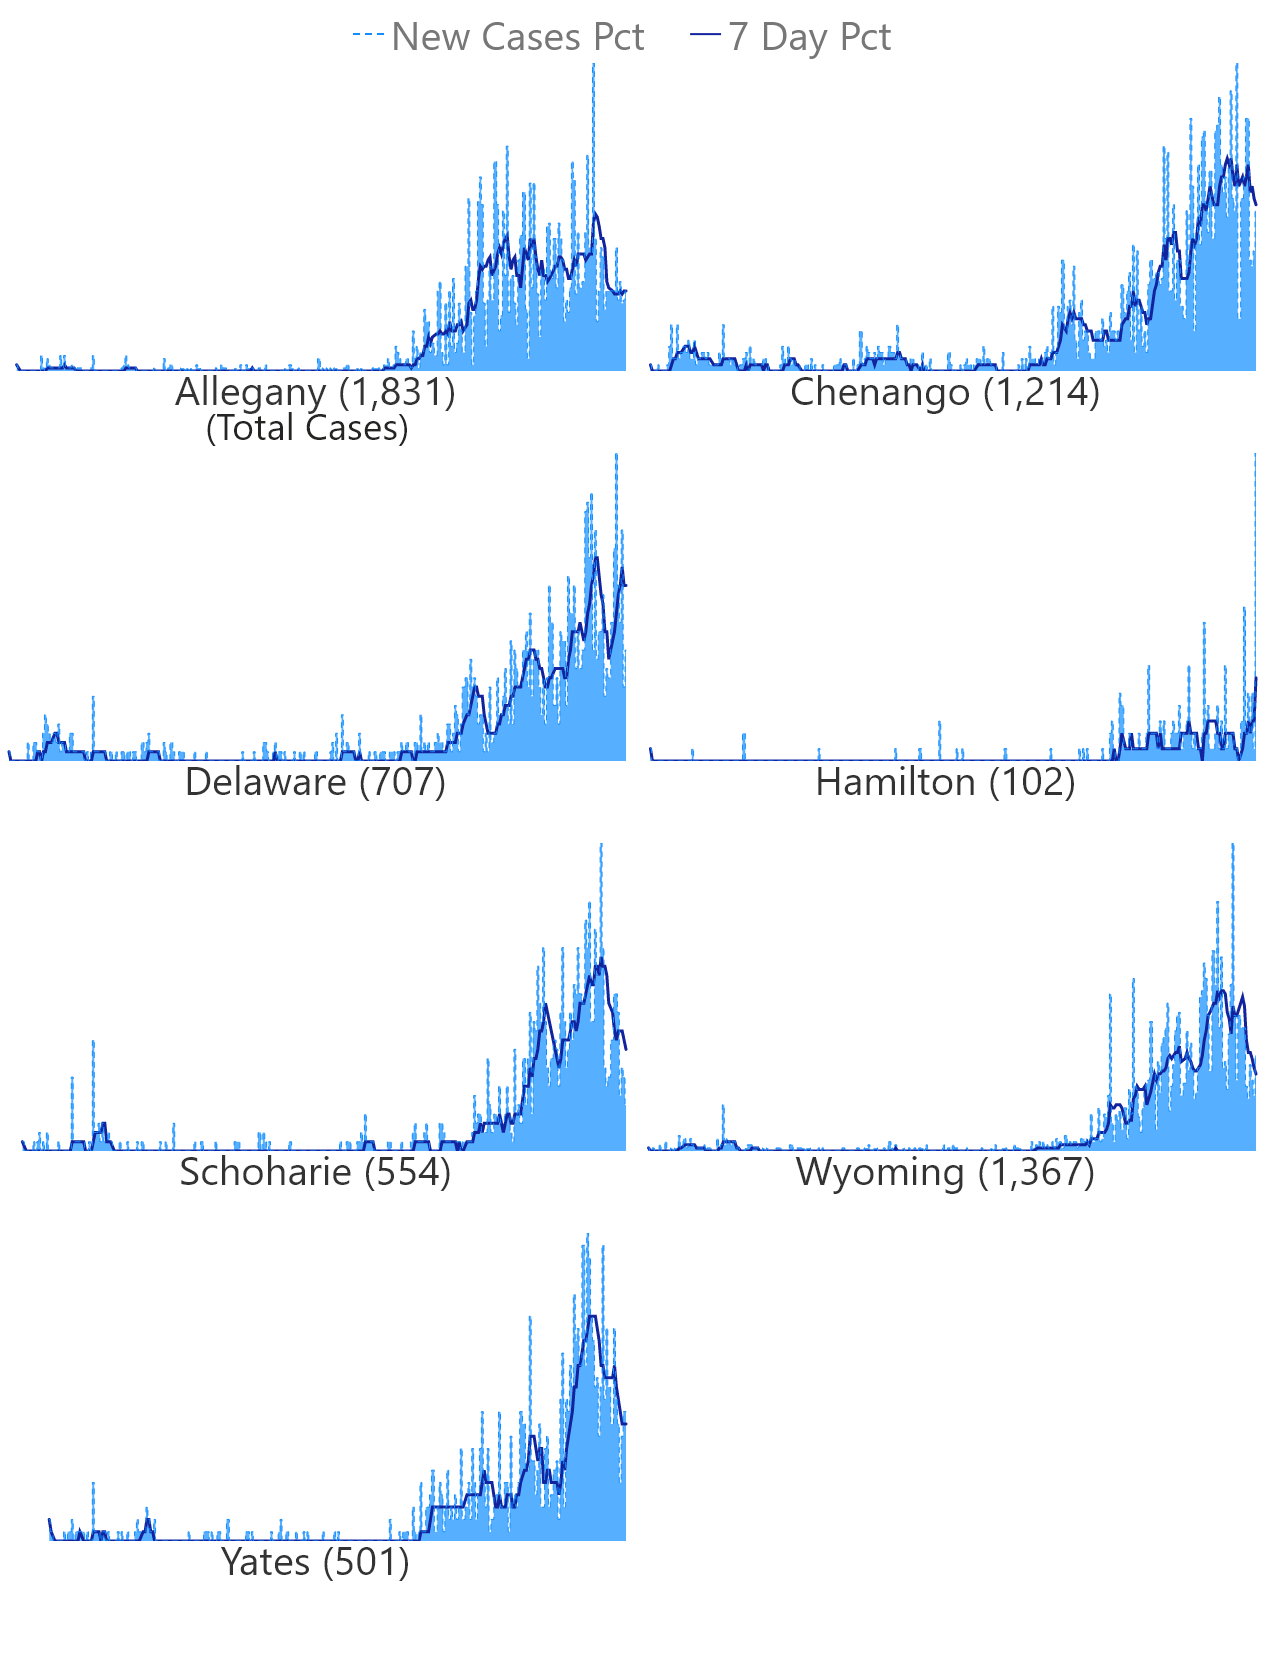 New Cases Pct 7 Day Pct
Allegany (1,831)
(Total Cases)
Chenango (1,214)
Delaware (707)
Hamilton (102)
Schoharie (554)
Wyoming (1,367)
Yates (501)